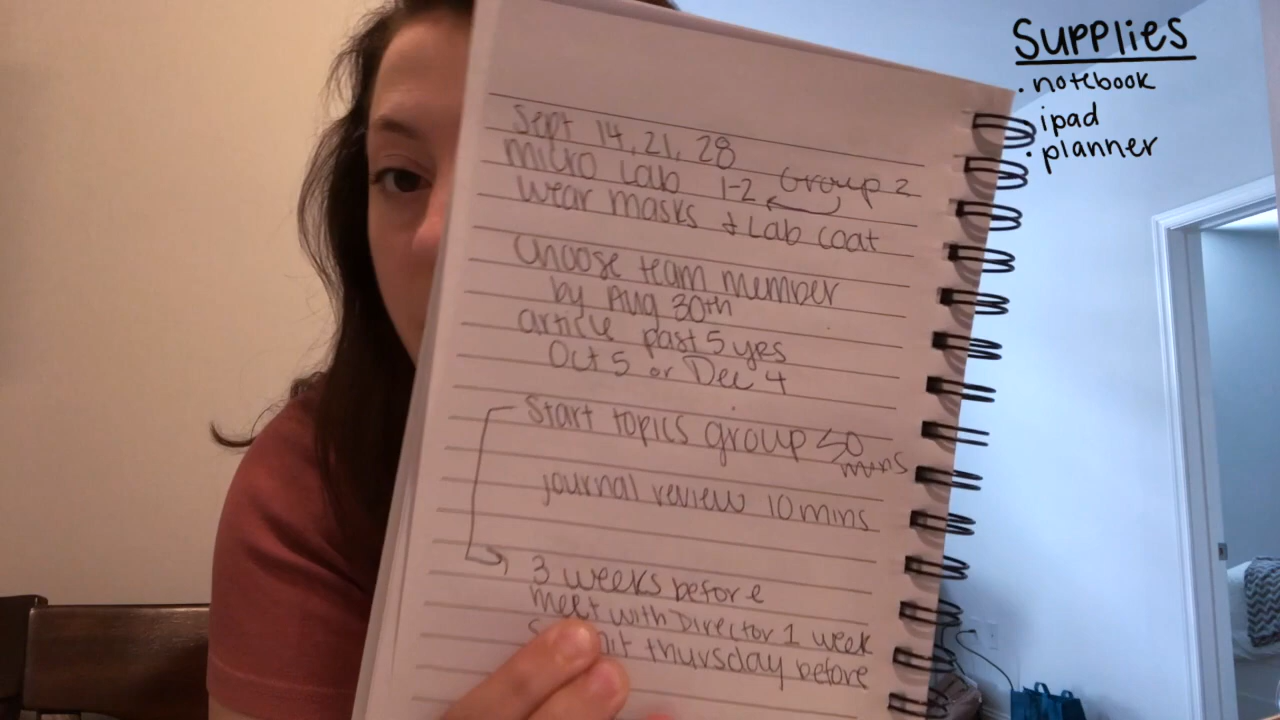 Supplies
. notebook
. ipad
. planner
Sept 14, 21, 28
micro Lab 1-2 Group 2
wear masks & Lab coat
Choose team member
by Aug 30th
article past 5 yes
Oct 5 or Dec 4
Start topics group 50
mins
journal review 10 mins
3 weeks before
meet with Director 1 week
thursday before